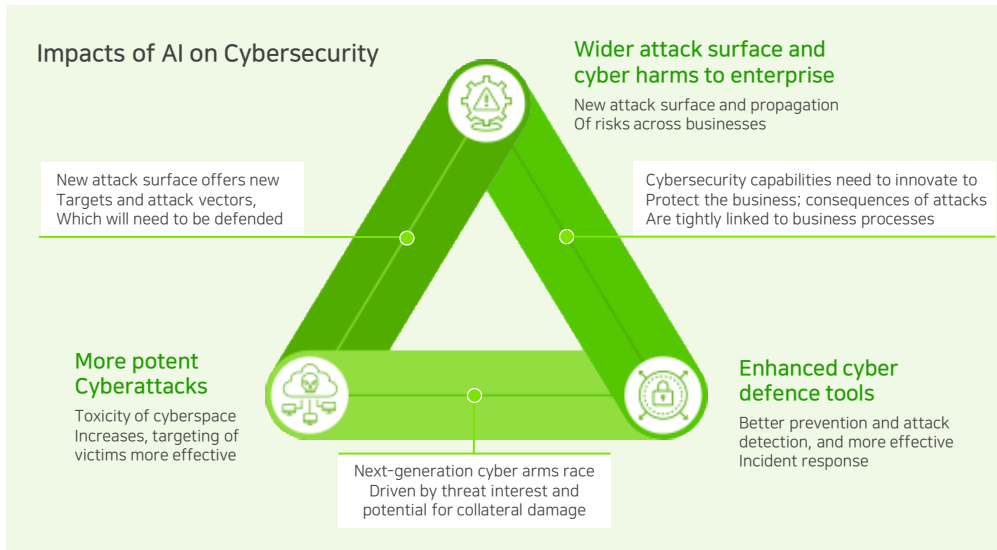 Impacts of AI on Cybersecurity
Wider attack surface and
cyber harms to enterprise
New attack surface and propagation
Of risks across businesses
New attack surface offers new
Targets and attack vectors,
Which will need to be defended
Cybersecurity capabilities need to innovate to
Protect the business; consequences of attacks
Are tightly linked to business processes
More potent
Cyberattacks
Toxicity of cyberspace
Increases, targeting of
victims more effective
Enhanced cyber
defence tools
Better prevention and attack
detection, and more effective
Incident response
Next-generation cyber arms race
Driven by threat interest and
potential for collateral damage